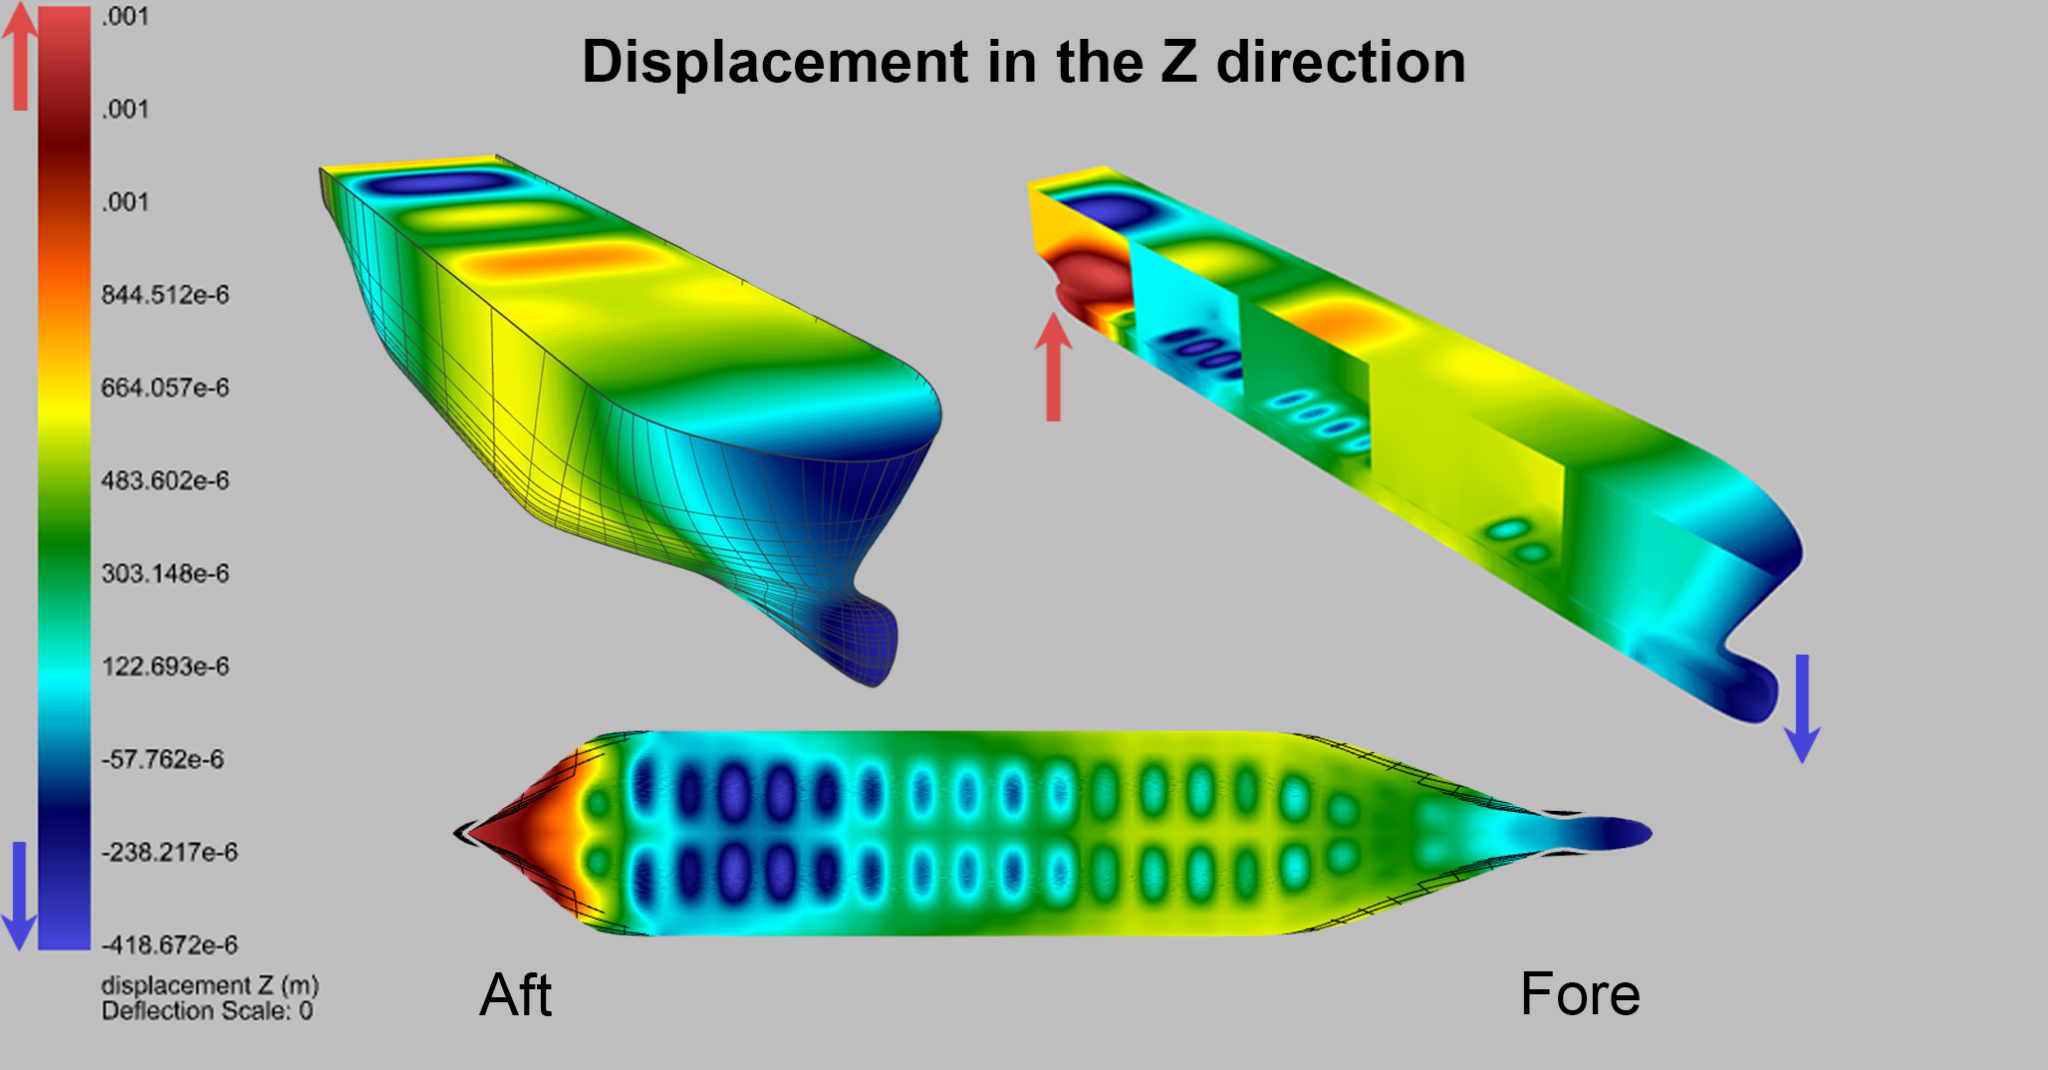 Displacement in the Z direction
.001
.001
.001
844.512e-6
664.057e-6
483.602e-6
303.148e-6
122.693e-6
-57.762e-6
-238.217e-6
-418.672e-6
displacement Z (m)
Deflection Scale: 0
Aft
Fore